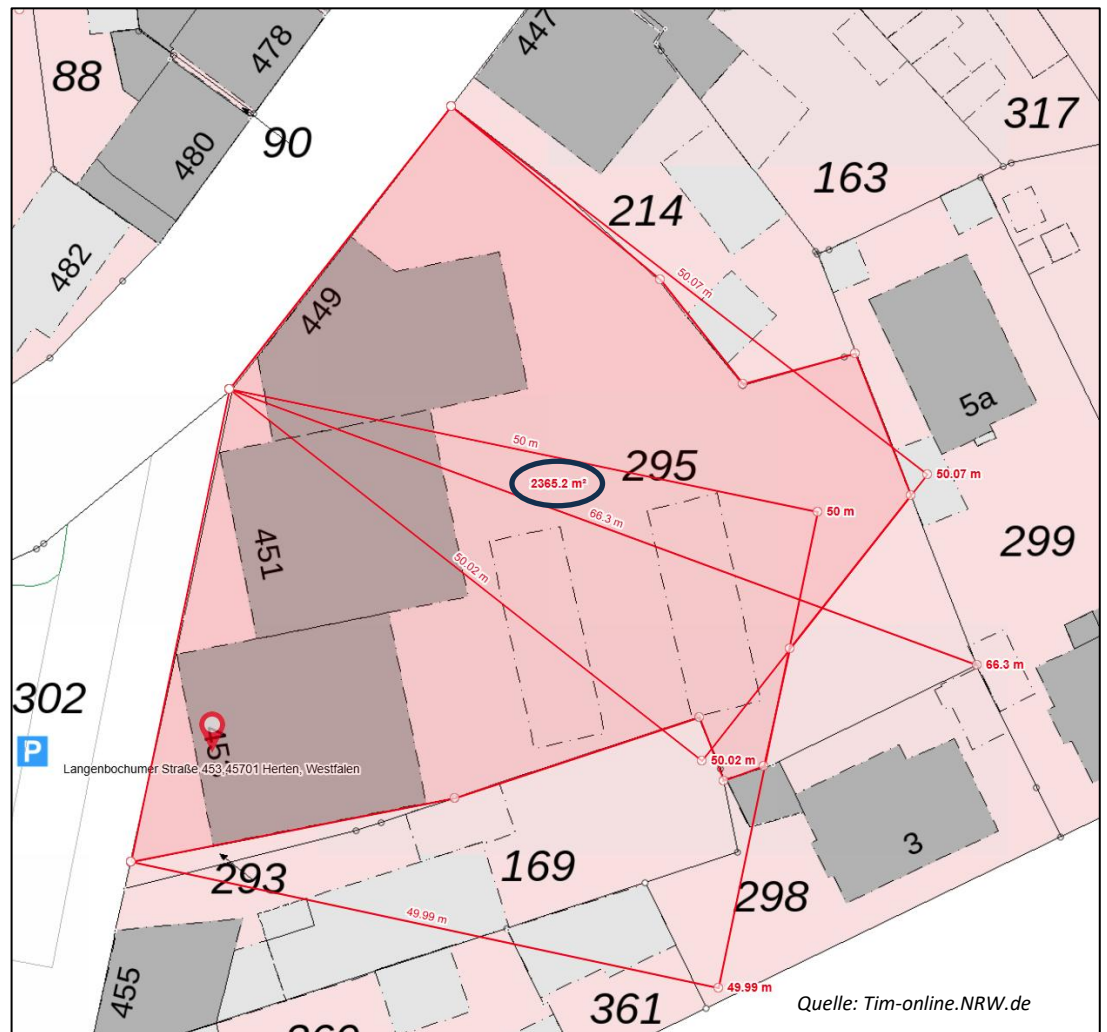 478
447
88
90
480
317
163
214
482
449
50.07 m
5a
50 m
295
50.07 m
2365.2 m²
66.3 m
50 m
451
299
50.02 m
66.3 m
302
P
50.02 m
Langenbochumer Straße 453,45701 Herten, Westfalen
3
293
169
298
49.99 m
455
49.99 m
361
Quelle: Tim-online.NRW.de